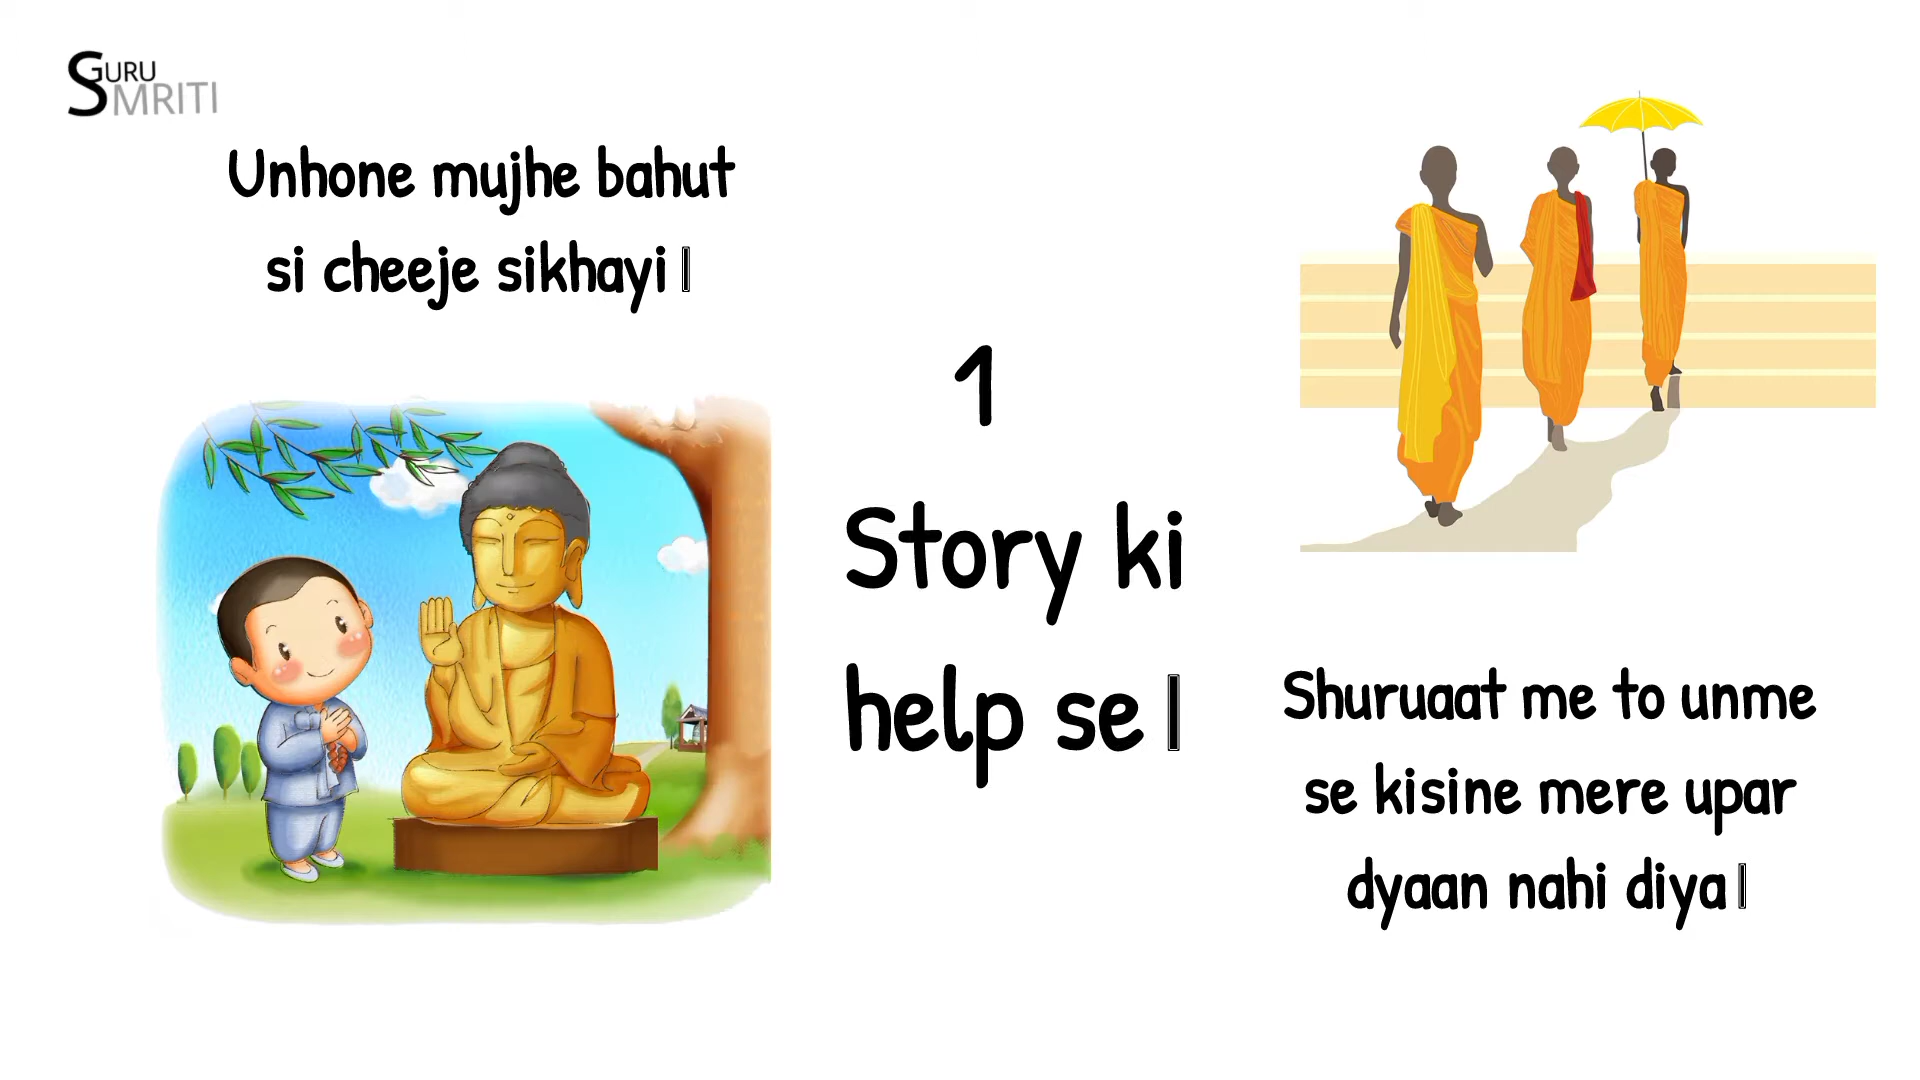 GURU
SMRITI
Unhone mujhe bahut
si cheeje sikhayi।
1
Story ki
help se।
Shuruaat me to unme
se kisine mere upar
dyaan nahi diya।